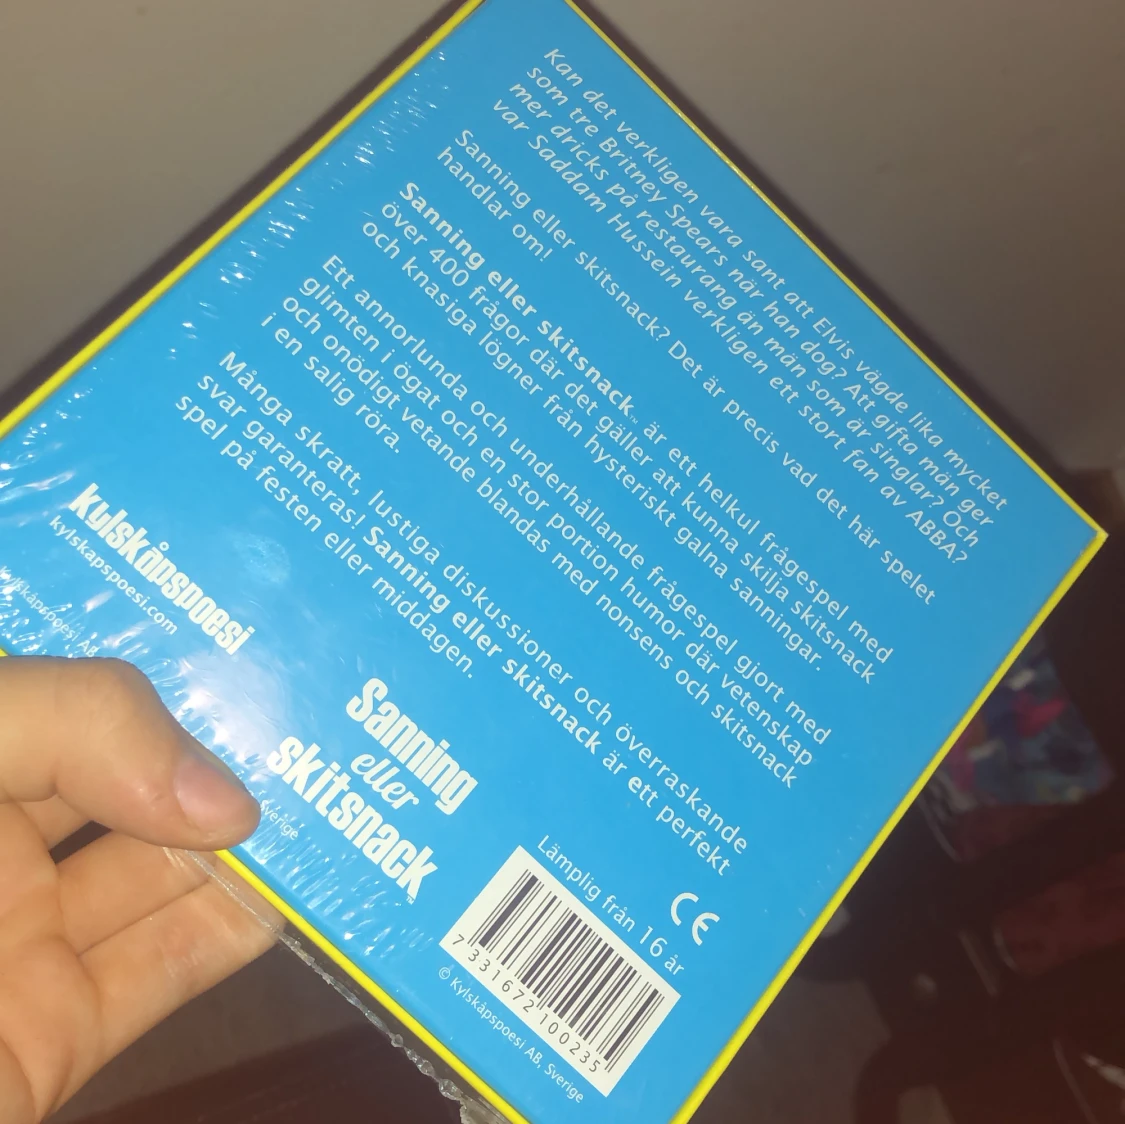 Kan det verkligen vara sant att Elvis vägde lika mycket
som tre Britney Spears när han dog? Att gifta män ger
mer dricks på restaurang än män som är singlar? Och
var Saddam Hussein verkligen ett stort fan av ABBA?
Sanning eller skitsnack? Det är precis vad det här spelet
handlar om!
Sanning eller skitsnack™ är ett helkul frågespel med
över 400 frågor där det gäller att kunna skilja skitsnack
och knasiga lögner från hysteriskt galna sanningar.
Ett annorlunda och underhållande frågespel gjort med
glimten i ögat och en stor portion humor där vetenskap
och onödigt vetande blandas med nonsens och skitsnack
i en salig röra.
Många skratt, lustiga diskussioner och överraskande
svar garanteras! Sanning eller skitsnack är ett perfekt
spel på festen eller middagen.
kylskåpspoesi
kylskapspoesi.com
kylskåpspoesi AB
Sverige
Sanning
eller
skitsnack™
CE
Lämplig från 16 år
7 331672 100235
© Kylskåpspoesi AB, Sverige